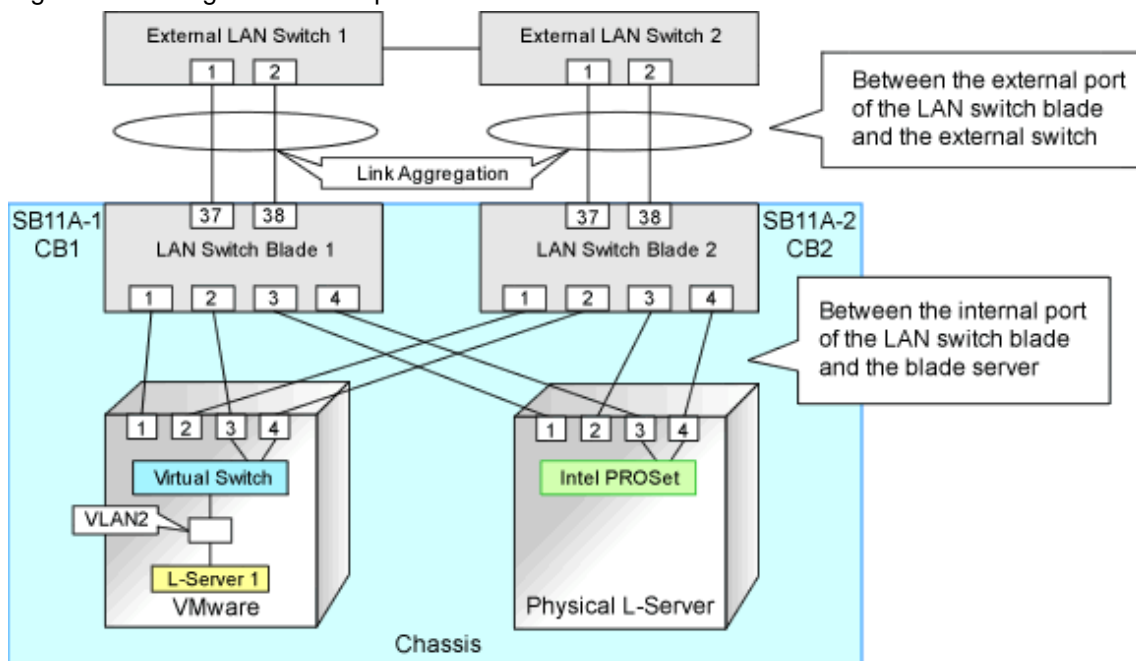 External LAN Switch 1
External LAN Switch 2
1 2
1 2
Between the external port
of the LAN switch blade
and the external switch
Link Aggregation
SB11A-1
CB1
37 38
LAN Switch Blade 1
1 2 3 4
37 38
LAN Switch Blade 2
1 2 3 4
SB11A-2
CB2
Between the internal port
of the LAN switch blade
and the blade server
1 2 3 4
Virtual Switch
VLAN2
L-Server 1
VMware
1 2 3 4
Intel PROSet
Physical L-Server
Chassis